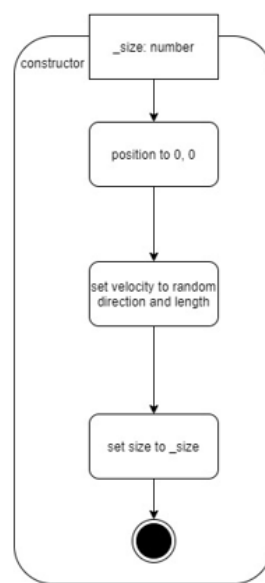 _size: number
constructor
position to 0, 0
set velocity to random
direction and length
set size to _size